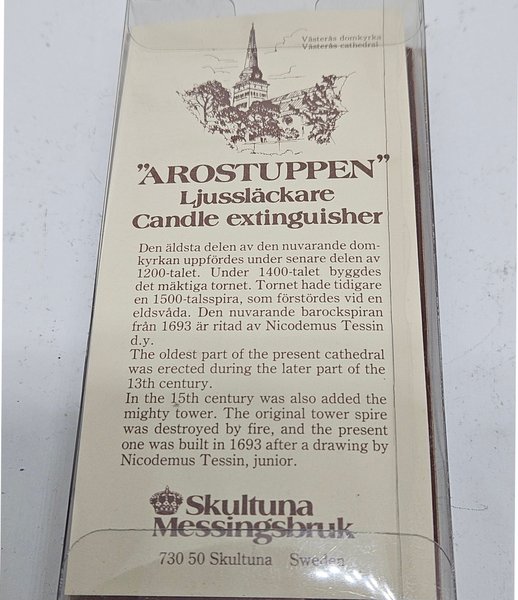 Västerås domkyrka
Västerås cathedral
"AROSTUPPEN"
Ljussläckare
Candle extinguisher
Den äldsta delen av den nuvarande dom-
kyrkan uppfördes under senare delen av
1200-talet. Under 1400-talet byggdes
det mäktiga tornet. Tornet hade tidigare
en 1500-talsspira, som förstördes vid en
eldsvåda. Den nuvarande barockspiran
från 1693 är ritad av Nicodemus Tessin
d.y.
The oldest part of the present cathedral
was erected during the later part of the
13th century.
In the 15th century was also added the
mighty tower. The original tower spire
was destroyed by fire, and the present
one was built in 1693 after a drawing by
Nicodemus Tessin, junior.
Skultuna
Messingsbruk
730 50 Skultuna Sweden